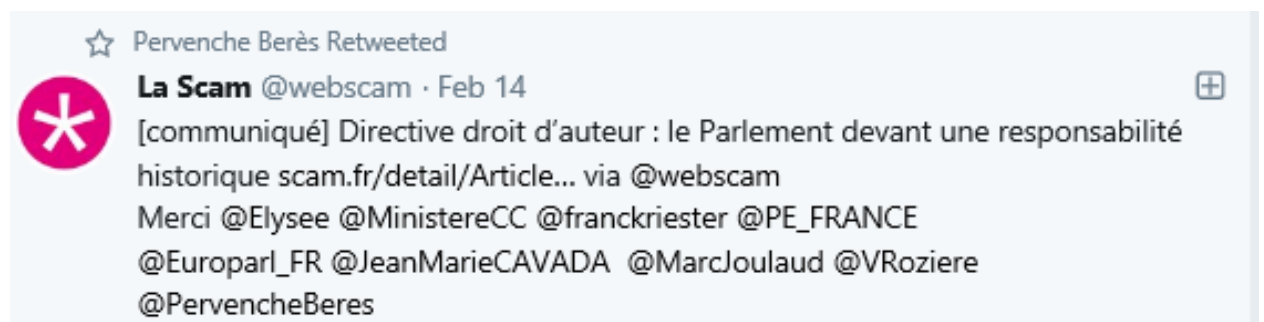 Pervenche Berès Retweeted
La Scam @webscam · Feb 14
[communiqué] Directive droit d’auteur : le Parlement devant une responsabilité
historique scam.fr/detail/Article... via @webscam
Merci @Elysee @MinistereCC @franckriester @PE_FRANCE
@Europarl_FR @JeanMarieCAVADA @MarcJoulaud @VRoziere
@PervencheBeres